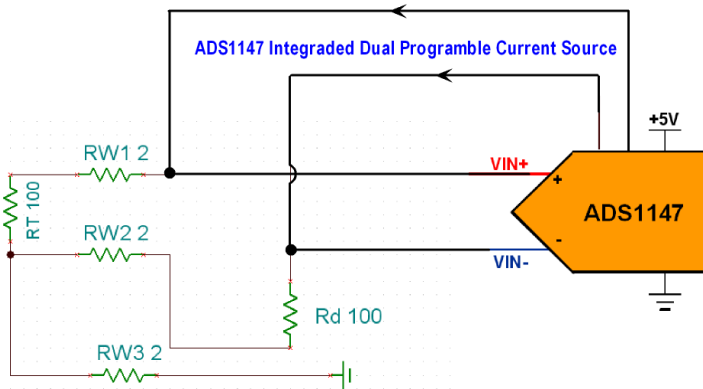 ADS1147 Integraded Dual Programble Current Source
+5V
RW1 2
VIN+
+
RT 100
ADS1147
RW2 2
-
VIN-
Rd 100
RW3 2